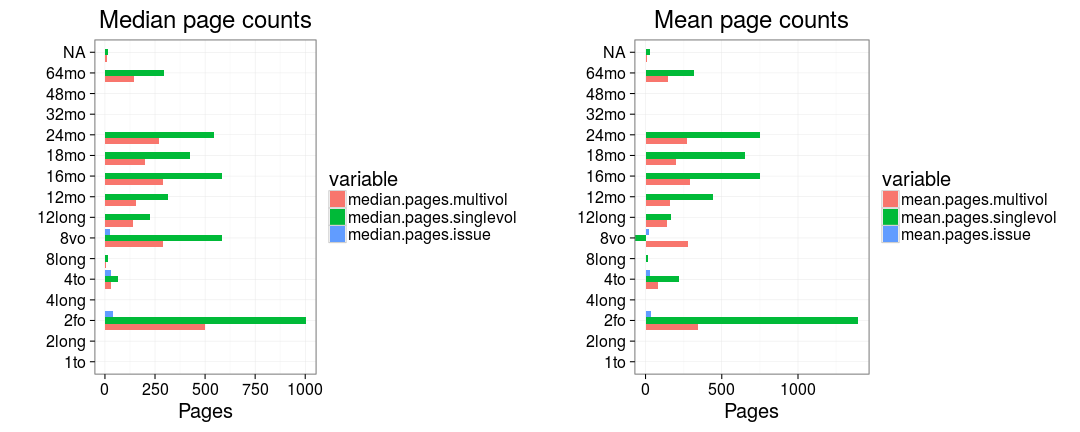 Median page counts
NA
64mo
48mo
32mo
24mo
18mo
16mo
12mo
12long
8vo
8long
4to
4long
2fo
2long
1to
0 250 500 750 1000
Pages
variable
median.pages.multivol
median.pages.singlevol
median.pages.issue
Mean page counts
NA
64mo
48mo
32mo
24mo
18mo
16mo
12mo
12long
8vo
8long
4to
4long
2fo
2long
1to
0 500 1000
Pages
variable
mean.pages.multivol
mean.pages.singlevol
mean.pages.issue